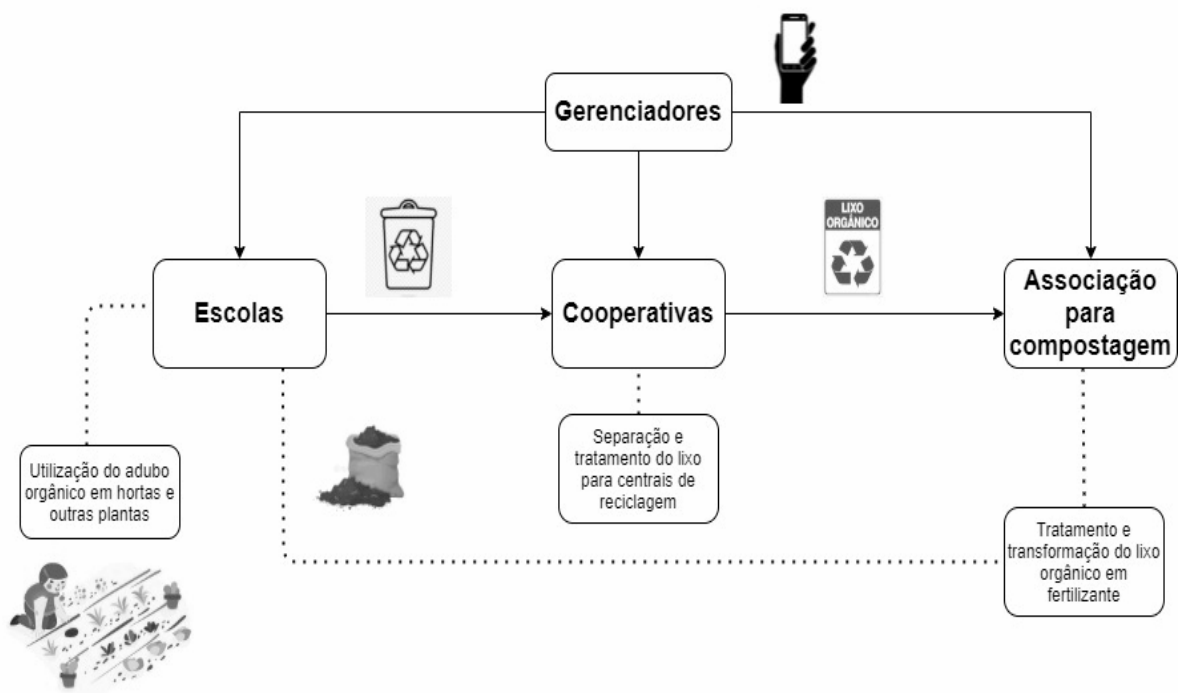 Gerenciadores
LIXO
ORGÂNICO
Escolas
Cooperativas
Associação
para
compostagem
Utilização do adubo
orgânico em hortas e
outras plantas
Separação e
tratamento do lixo
para centrais de
reciclagem
Tratamento e
transformação do lixo
orgânico em
fertilizante